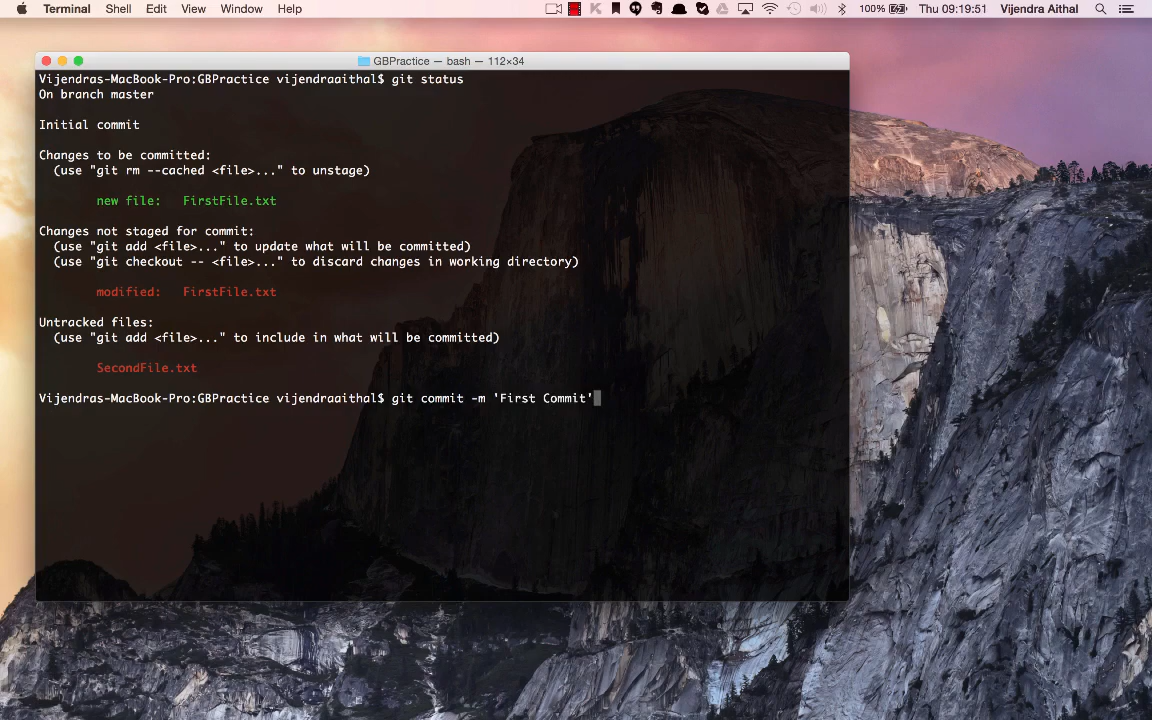 Terminal Shell Edit View Window Help 100% Thu 09:19:51 Vijendra Aithal
GBPractice — bash — 112×34
Vijendras-MacBook-Pro:GBPractice vijendraaithal$ git status
On branch master
Initial commit
Changes to be committed:
(use "git rm --cached <file>..." to unstage)
new file: FirstFile.txt
Changes not staged for commit:
(use "git add <file>..." to update what will be committed)
(use "git checkout -- <file>..." to discard changes in working directory)
modified: FirstFile.txt
Untracked files:
(use "git add <file>..." to include in what will be committed)
SecondFile.txt
Vijendras-MacBook-Pro:GBPractice vijendraaithal$ git commit -m 'First Commit'